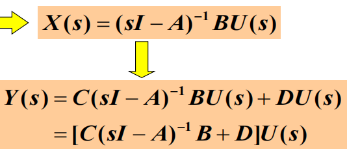 X(s) = (sI − A)⁻¹ BU(s)
Y(s) = C(sI − A)⁻¹ BU(s) + DU(s)
= [C(sI − A)⁻¹ B + D]U(s)